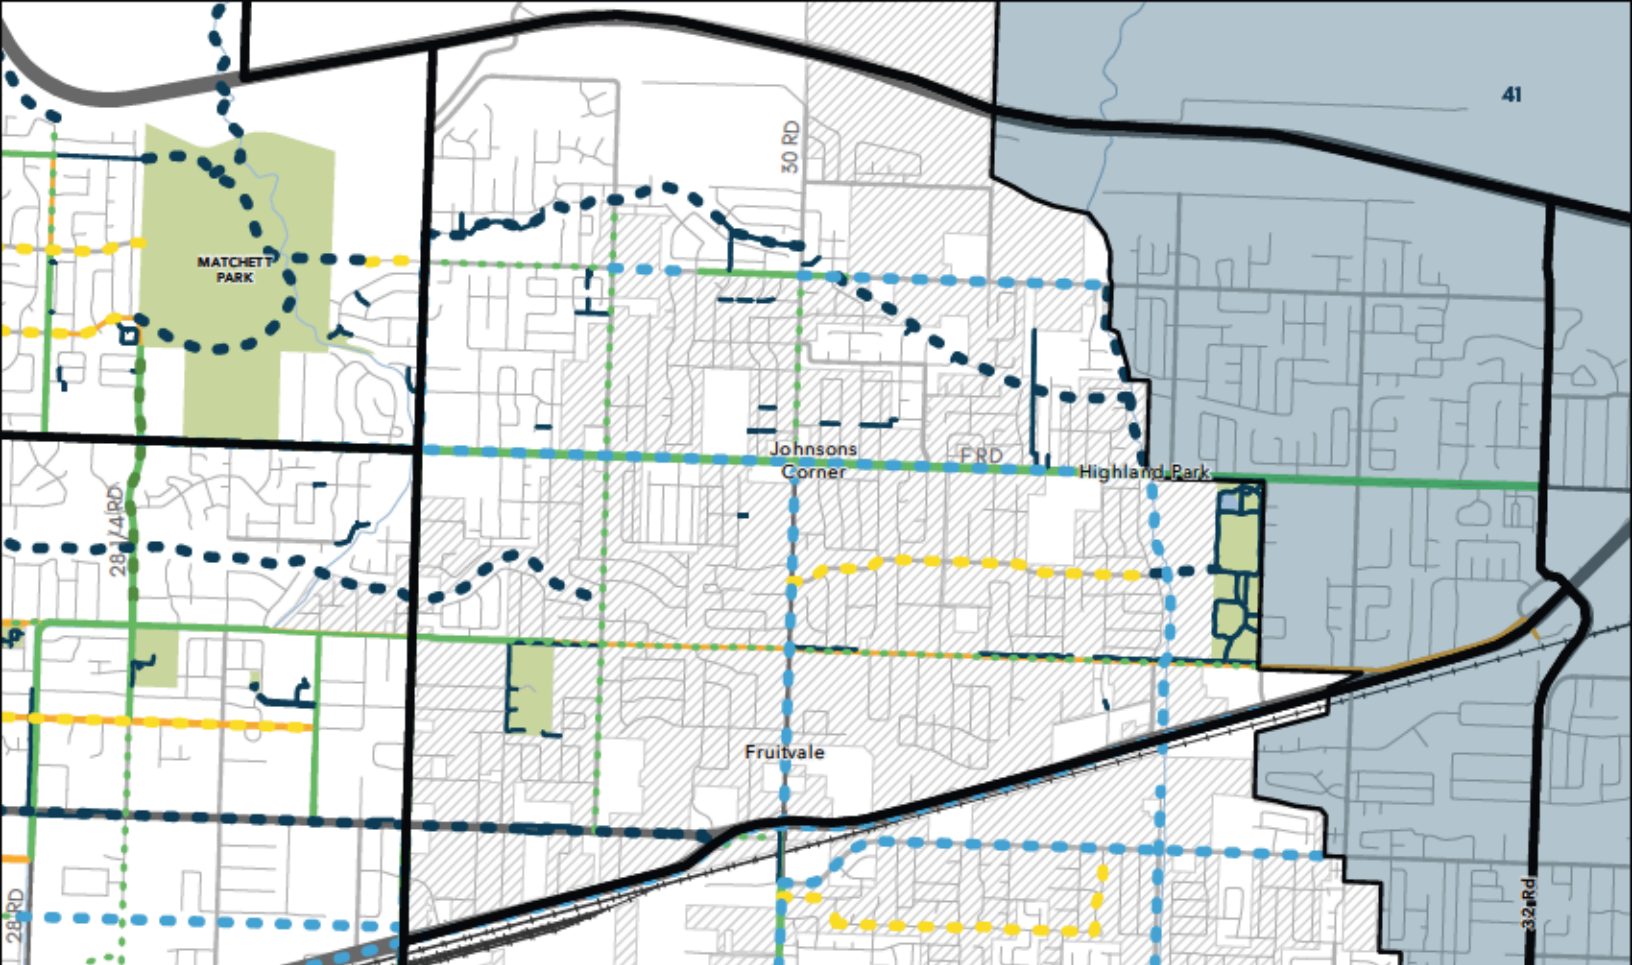 41
30 RD
MATCHETT
PARK
Johnsons
Corner
F RD
Highland Park
28 1/4 RD
Fruitvale
28 RD
32 Rd